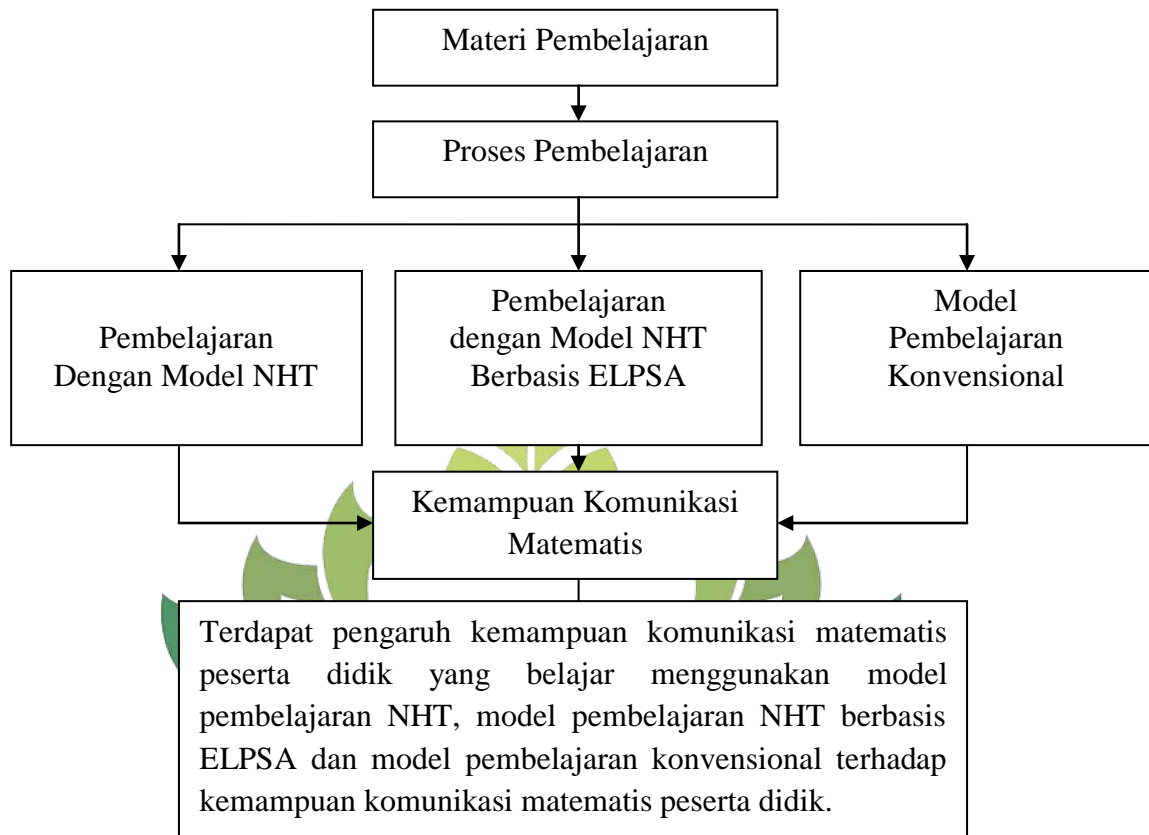 Materi Pembelajaran
Proses Pembelajaran
Pembelajaran
Dengan Model NHT
Pembelajaran
dengan Model NHT
Berbasis ELPSA
Model
Pembelajaran
Konvensional
Kemampuan Komunikasi
Matematis
Terdapat pengaruh kemampuan komunikasi matematis
peserta didik yang belajar menggunakan model
pembelajaran NHT, model pembelajaran NHT berbasis
ELPSA dan model pembelajaran konvensional terhadap
kemampuan komunikasi matematis peserta didik.